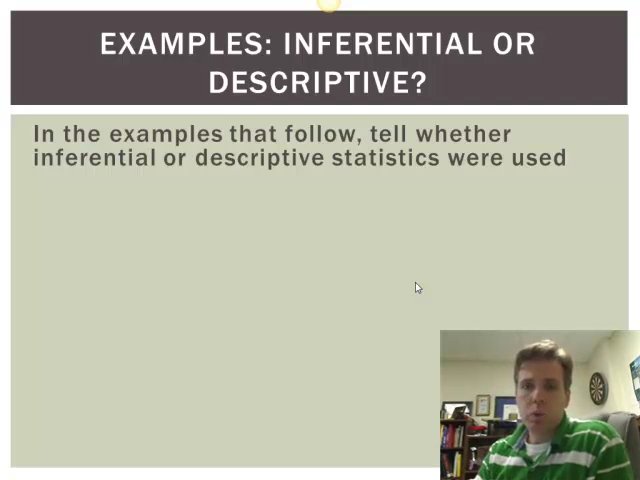 EXAMPLES: INFERENTIAL OR
DESCRIPTIVE?
In the examples that follow, tell whether
inferential or descriptive statistics were used